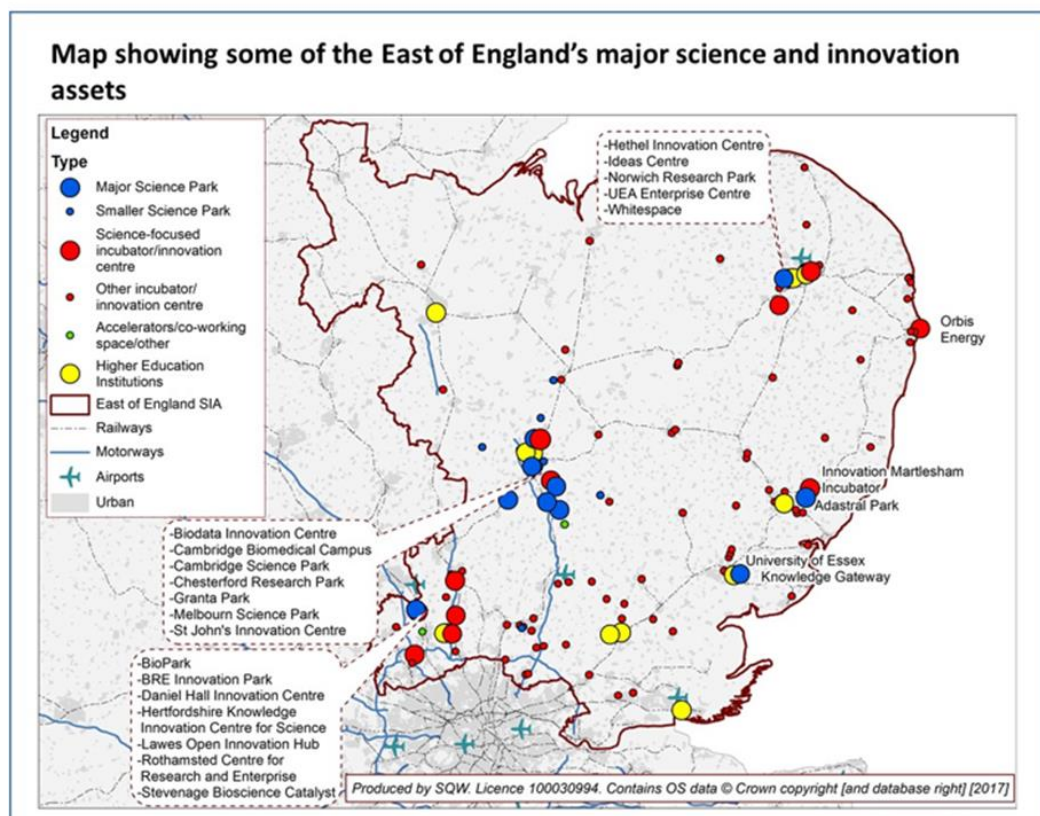 Map showing some of the East of England's major science and innovation
assets
Legend
Type
Major Science Park
Smaller Science Park
Science-focused
incubator/innovation
centre
Other incubator/
innovation centre
Accelerators/co-working
space/other
Higher Education
Institutions
East of England SIA
Railways
Motorways
Airports
Urban
-Hethel Innovation Centre
-Ideas Centre
-Norwich Research Park
-UEA Enterprise Centre
-Whitespace
Orbis
Energy
Innovation Martlesham
Incubator
Adastral Park
University of Essex
Knowledge Gateway
-Biodata Innovation Centre
-Cambridge Biomedical Campus
-Cambridge Science Park
-Chesterford Research Park
-Granta Park
-Melbourn Science Park
-St John's Innovation Centre
-BioPark
-BRE Innovation Park
-Daniel Hall Innovation Centre
-Hertfordshire Knowledge
Innovation Centre for Science
-Lawes Open Innovation Hub
-Rothamsted Centre for
Research and Enterprise
-Stevenage Bioscience Catalyst
Produced by SQW. Licence 100030994. Contains OS data © Crown copyright [and database right] [2017]